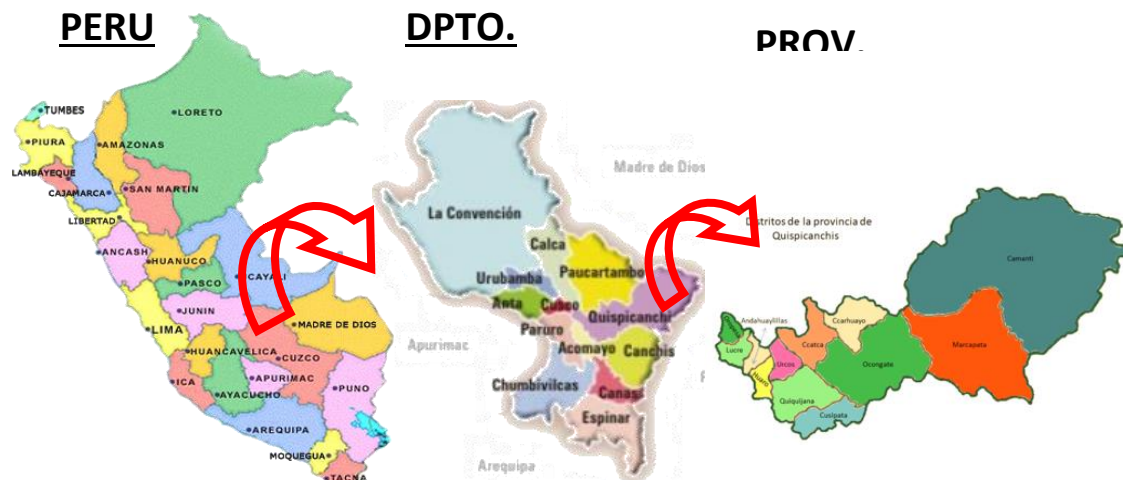 PERU
DPTO.
PROV.
TUMBES
LORETO
PIURA
AMAZONAS
LAMBAYEQUE
CAJAMARCA
SAN MARTIN
LIBERTAD
ANCASH
HUANUCO
CAYALI
PASCO
JUNIN
LIMA
MADRE DE DIOS
HUANCAVELICA
CUZCO
ICA
APURIMAC
PUNO
AYACUCHO
AREQUIPA
MOQUEGUA
TACNA
Madre de Dios
La Convención
Calca
Urubamba
Paucartambo
Anta
Cusco
Quispicanchi
Paruro
Apurimac
Acomayo
Canchis
Chumbivilcas
Canas
Espinar
Arequipa
Distritos de la provincia de
Quispicanchis
Camanti
Andahuaylillas
Ccarhuayo
Lucre
Ccatca
Marcapata
Urcos
Ocongate
Huaro
Quiquijana
Cusipata